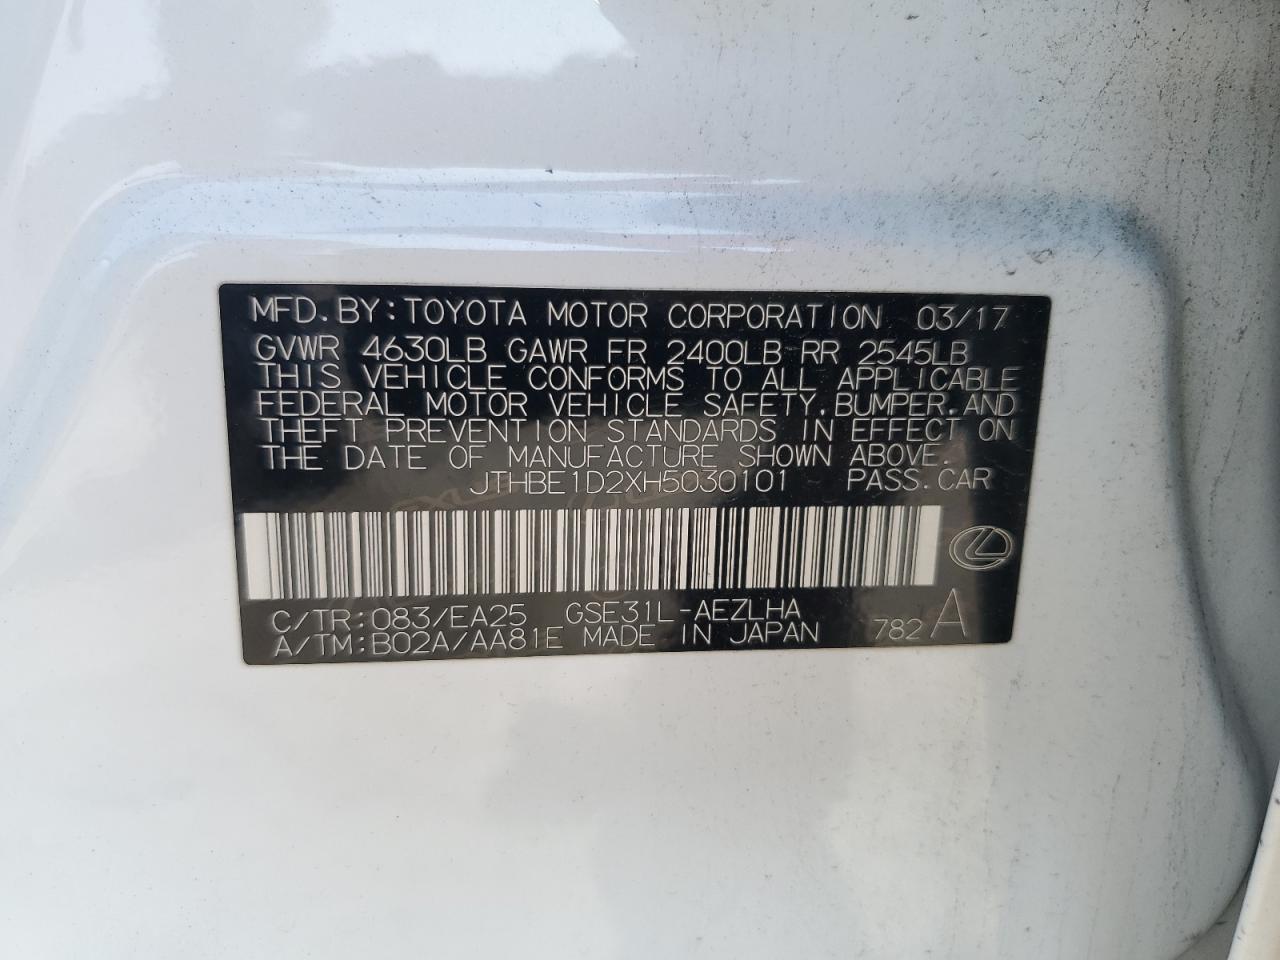 MFD.BY:TOYOTA MOTOR CORPORATION 03/17
GVWR 4630LB GAWR FR 2400LB RR 2545LB
THIS VEHICLE CONFORMS TO ALL APPLICABLE
FEDERAL MOTOR VEHICLE SAFETY,BUMPER,AND
THEFT PREVENTION STANDARDS IN EFFECT ON
THE DATE OF MANUFACTURE SHOWN ABOVE.
JTHBE1D2XH5030101 PASS.CAR
C/TR:083/EA25 GSE31L-AEZLHA
A/TM:B02A/AA81E MADE IN JAPAN 782 A